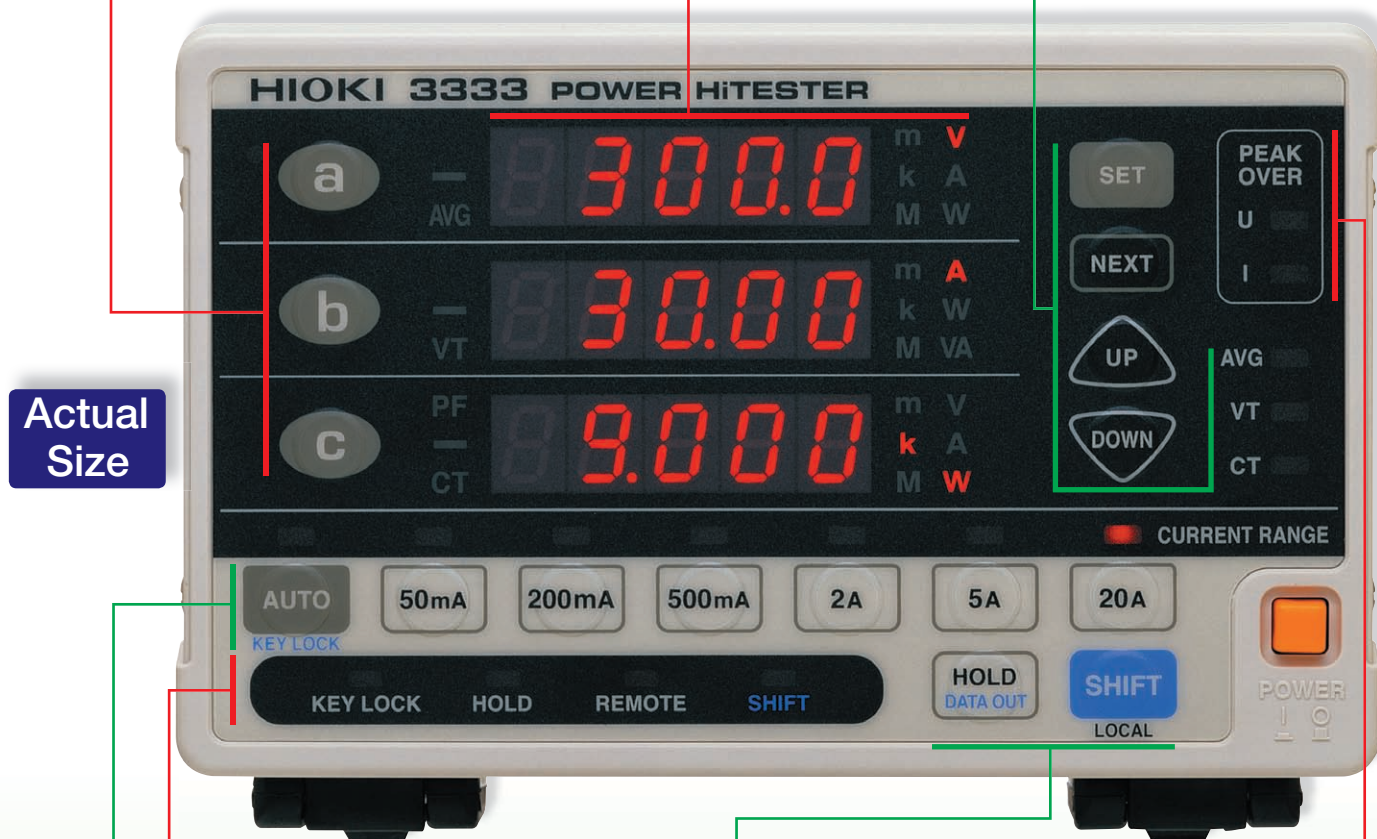 HIOKI 3333 POWER HiTESTER
a
AVG
300.0
m V
k A
M W
b
VT
30.00
m A
k W
M VA
c
PF
CT
9.000
m V
k A
M W
SET
NEXT
UP
DOWN
PEAK
OVER
U
I
AVG
VT
CT
Actual
Size
CURRENT RANGE
AUTO
KEY LOCK
50mA
200mA
500mA
2A
5A
20A
KEY LOCK HOLD REMOTE SHIFT
HOLD
DATA OUT
SHIFT
LOCAL
POWER